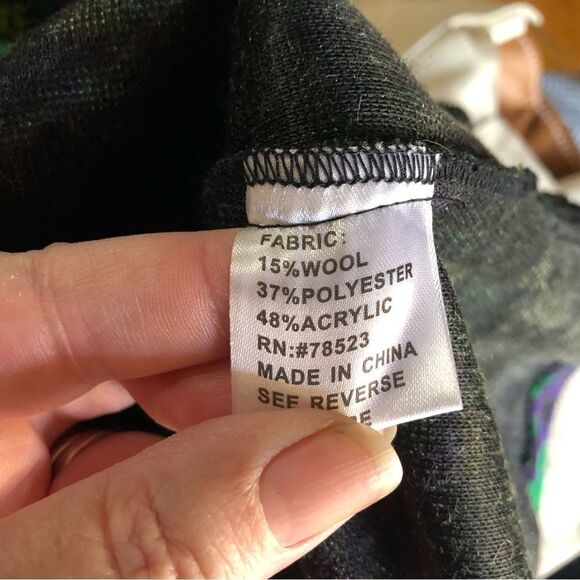 FABRIC:
15%WOOL
37%POLYESTER
48%ACRYLIC
RN:#78523
MADE IN CHINA
SEE REVERSE